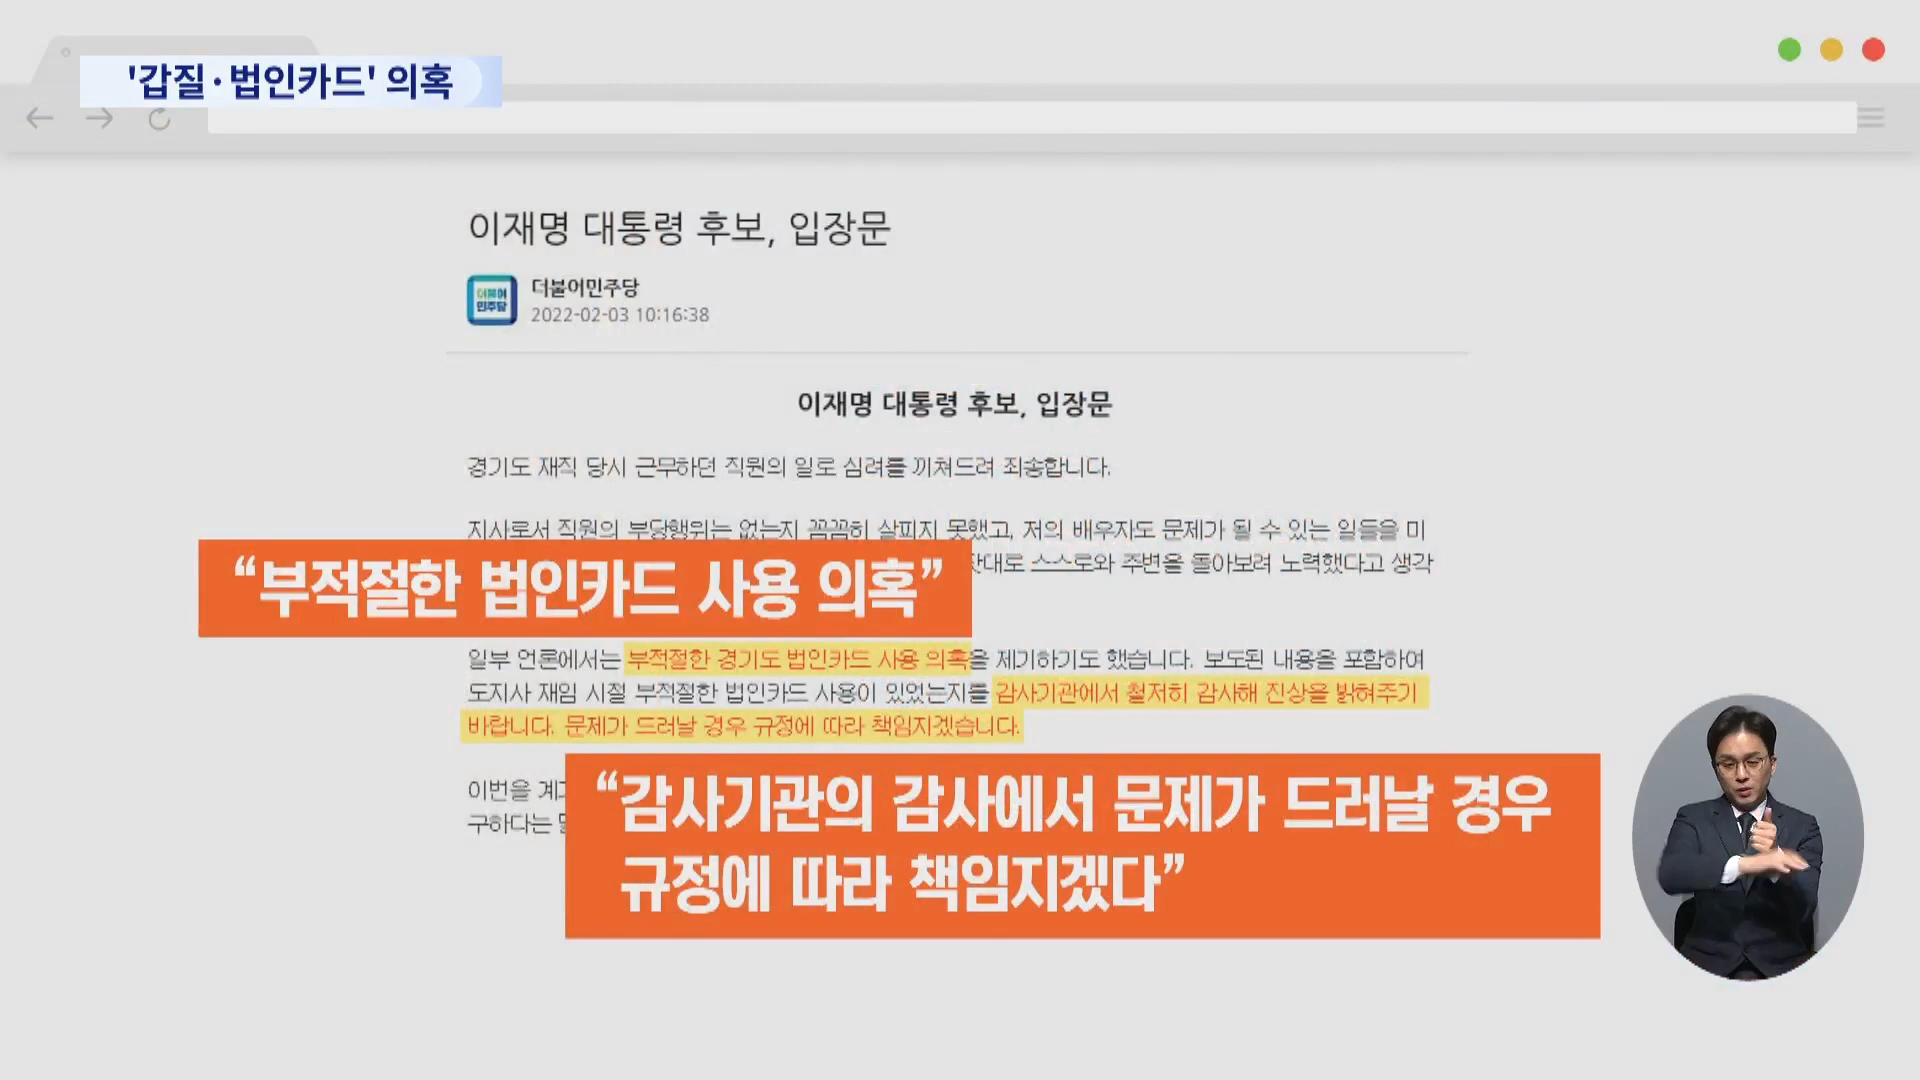 '갑질·법인카드' 의혹
이재명 대통령 후보, 입장문
더불어
민주당
더불어민주당
2022-02-03 10:16:38
이재명 대통령 후보, 입장문
경기도 재직 당시 근무하던 직원의 일로 심려를 끼쳐드려 죄송합니다.
지사로서 직원의 부당행위는 없는지 꼼꼼히 살피지 못했고, 저의 배우자도 문제가 될 수 있는 일들을 미
잣대로 스스로와 주변을 돌아보려 노력했다고 생각
“부적절한 법인카드 사용 의혹”
일부 언론에서는 부적절한 경기도 법인카드 사용 의혹을 제기하기도 했습니다. 보도된 내용을 포함하여
도지사 재임 시절 부적절한 법인카드 사용이 있었는지를 감사기관에서 철저히 감사해 진상을 밝혀주기
바랍니다. 문제가 드러날 경우 규정에 따라 책임지겠습니다.
이번을
구하다는
“감사기관의 감사에서 문제가 드러날 경우
규정에 따라 책임지겠다”